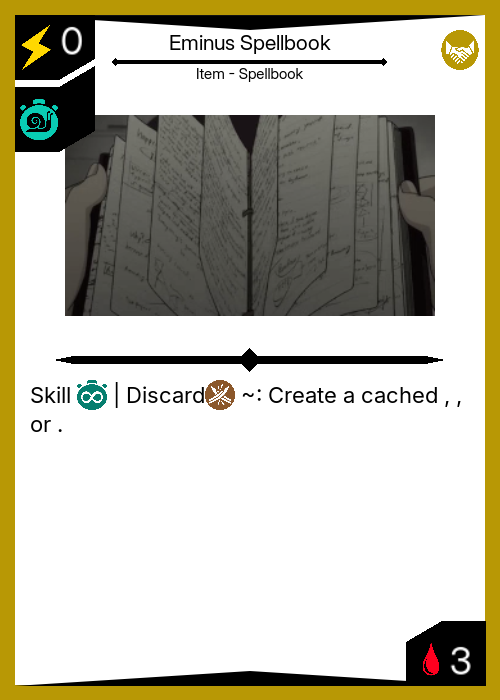 0
Eminus Spellbook
Item - Spellbook
Skill | Discard ~: Create a cached , ,
or .
3